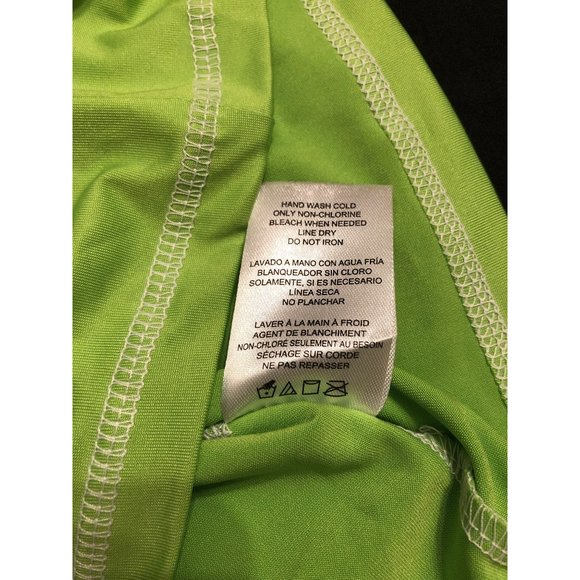 HAND WASH COLD
ONLY NON-CHLORINE
BLEACH WHEN NEEDED
LINE DRY
DO NOT IRON
LAVADO A MANO CON AGUA FRÍA
BLANQUEADOR SIN CLORO
SOLAMENTE, SI ES NECESARIO
LÍNEA SECA
NO PLANCHAR
LAVER À LA MAIN À FROID
AGENT DE BLANCHIMENT
NON-CHLORÉ SEULEMENT AU BESOIN
SÉCHAGE SUR CORDE
NE PAS REPASSER